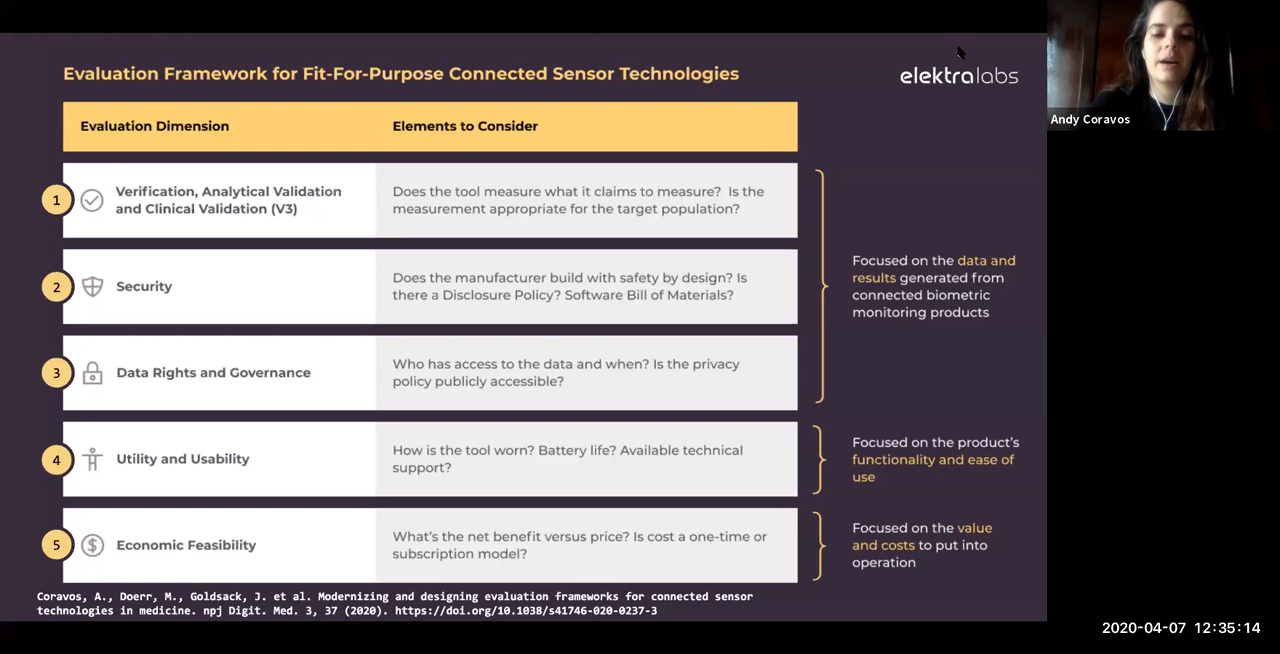 Evaluation Framework for Fit-For-Purpose Connected Sensor Technologies
elektralabs
Andy Coravos
Evaluation Dimension
Elements to Consider
1
Verification, Analytical Validation
and Clinical Validation (V3)
Does the tool measure what it claims to measure? Is the
measurement appropriate for the target population?
2
Security
Does the manufacturer build with safety by design? Is
there a Disclosure Policy? Software Bill of Materials?
3
Data Rights and Governance
Who has access to the data and when? Is the privacy
policy publicly accessible?
Focused on the data and
results generated from
connected biometric
monitoring products
4
Utility and Usability
How is the tool worn? Battery life? Available technical
support?
Focused on the product's
functionality and ease of
use
5
Economic Feasibility
What's the net benefit versus price? Is cost a one-time or
subscription model?
Focused on the value
and costs to put into
operation
Coravos, A., Doerr, M., Goldsack, J. et al. Modernizing and designing evaluation frameworks for connected sensor
technologies in medicine. npj Digit. Med. 3, 37 (2020). https://doi.org/10.1038/s41746-020-0237-3
2020-04-07 12:35:14